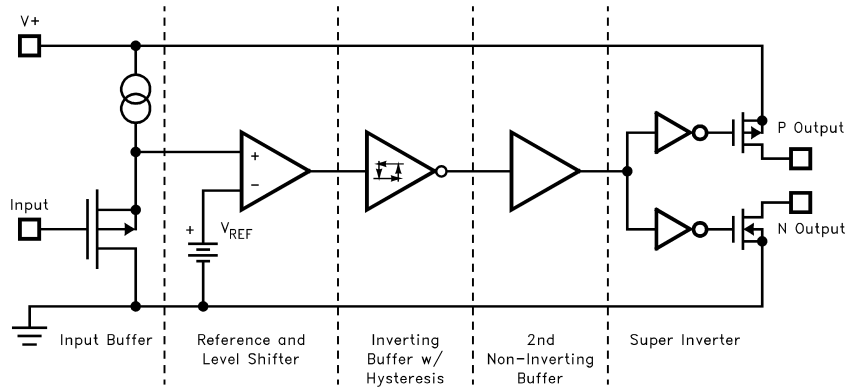 V+
Input
+
−
+
VREF
P Output
N Output
Input Buffer
Reference and
Level Shifter
Inverting
Buffer w/
Hysteresis
2nd
Non-Inverting
Buffer
Super Inverter